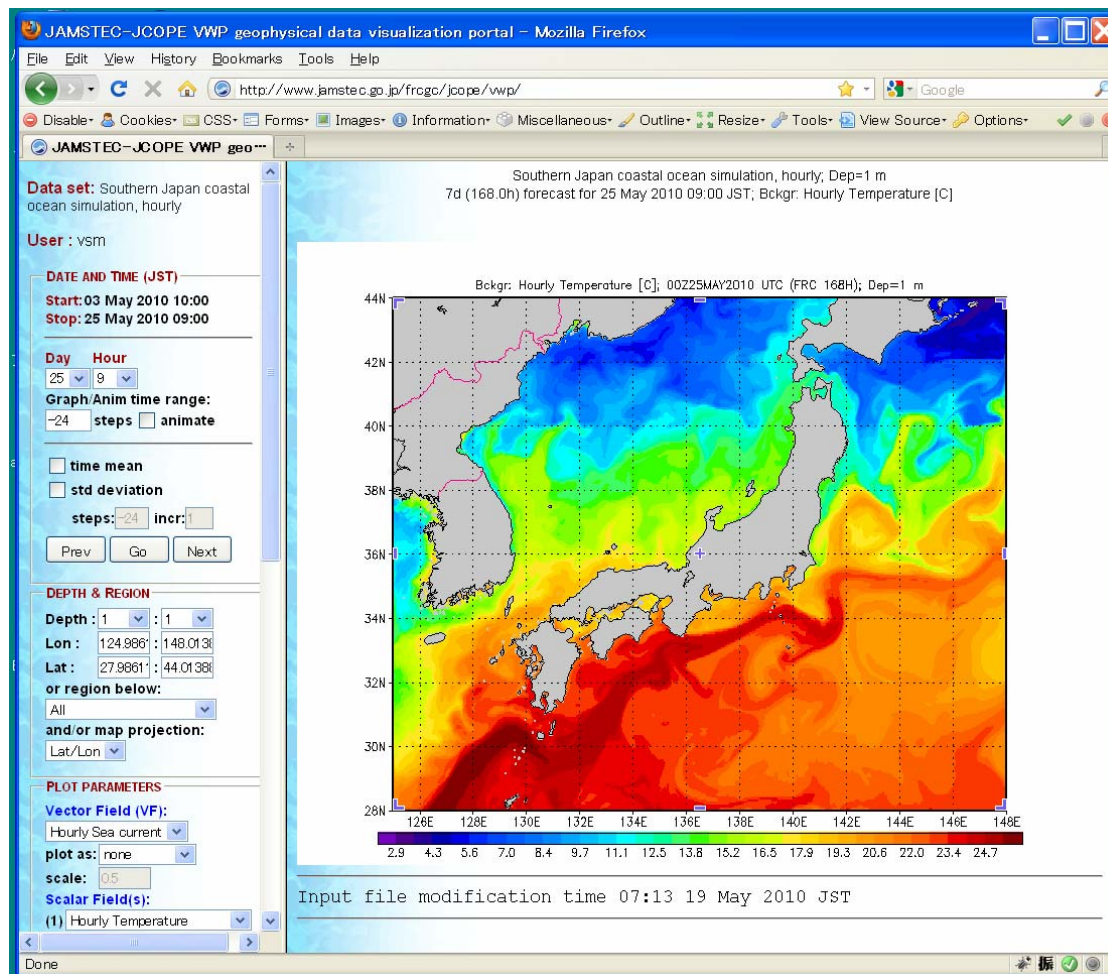 JAMSTEC-JCOPE VWP geophysical data visualization portal - Mozilla Firefox
File Edit View History Bookmarks Tools Help
http://www.jamstec.go.jp/frcgc/jcope/vwp/
Google
Disable Cookies CSS Forms Images Information Miscellaneous Outline Resize Tools View Source Options
JAMSTEC-JCOPE VWP geo…
Data set: Southern Japan coastal
ocean simulation, hourly
User : vsm
DATE AND TIME (JST)
Start: 03 May 2010 10:00
Stop: 25 May 2010 09:00
Day Hour
25 9
Graph/Anim time range:
-24 steps animate
time mean
std deviation
steps: -24 incr: 1
Prev Go Next
DEPTH & REGION
Depth : 1 : 1
Lon : 124.9861 : 148.0138
Lat : 27.98611 : 44.01388
or region below:
All
and/or map projection:
Lat/Lon
PLOT PARAMETERS
Vector Field (VF):
Hourly Sea current
plot as: none
scale: 0.5
Scalar Field(s):
(1) Hourly Temperature
Southern Japan coastal ocean simulation, hourly; Dep=1 m
7d (168.0h) forecast for 25 May 2010 09:00 JST; Bckgr: Hourly Temperature [C]
Bckgr: Hourly Temperature [C]; 00Z25MAY2010 UTC (FRC 168H); Dep=1 m
44N
42N
40N
38N
36N
34N
32N
30N
28N
126E 128E 130E 132E 134E 136E 138E 140E 142E 144E 146E 148E
2.9 4.3 5.6 7.0 8.4 9.7 11.1 12.5 13.8 15.2 16.5 17.9 19.3 20.6 22.0 23.4 24.7
Input file modification time 07:13 19 May 2010 JST
Done
振